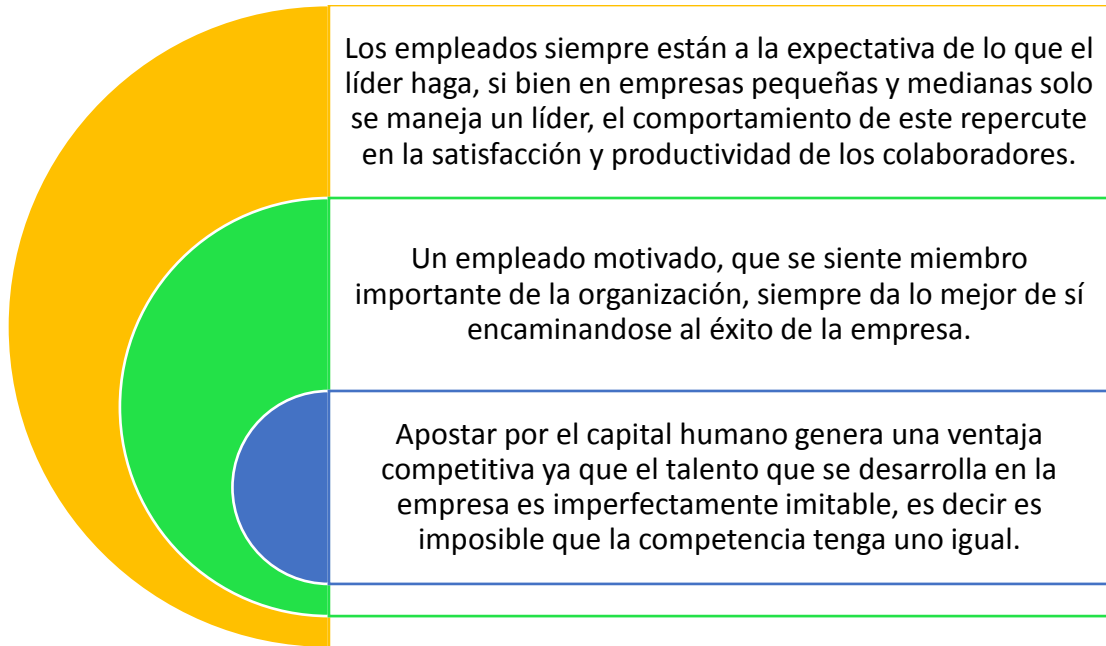 Los empleados siempre están a la expectativa de lo que el
líder haga, si bien en empresas pequeñas y medianas solo
se maneja un líder, el comportamiento de este repercute
en la satisfacción y productividad de los colaboradores.
Un empleado motivado, que se siente miembro
importante de la organización, siempre da lo mejor de sí
encaminandose al éxito de la empresa.
Apostar por el capital humano genera una ventaja
competitiva ya que el talento que se desarrolla en la
empresa es imperfectamente imitable, es decir es
imposible que la competencia tenga uno igual.